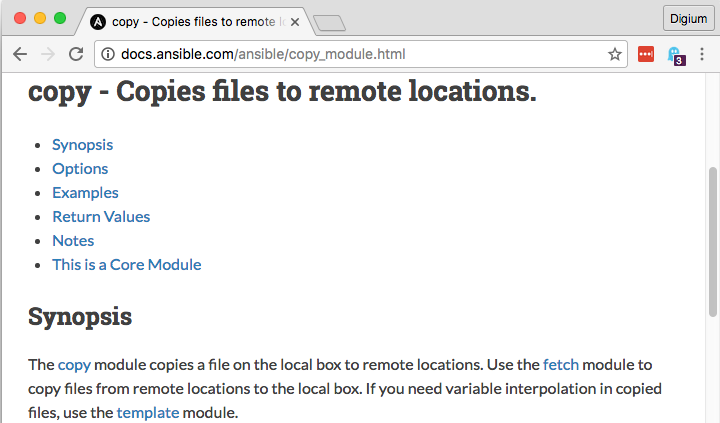 copy - Copies files to remote lo
Digium
docs.ansible.com/ansible/copy_module.html
3
copy - Copies files to remote locations.
Synopsis
Options
Examples
Return Values
Notes
This is a Core Module
Synopsis
The copy module copies a file on the local box to remote locations. Use the fetch module to
copy files from remote locations to the local box. If you need variable interpolation in copied
files, use the template module.